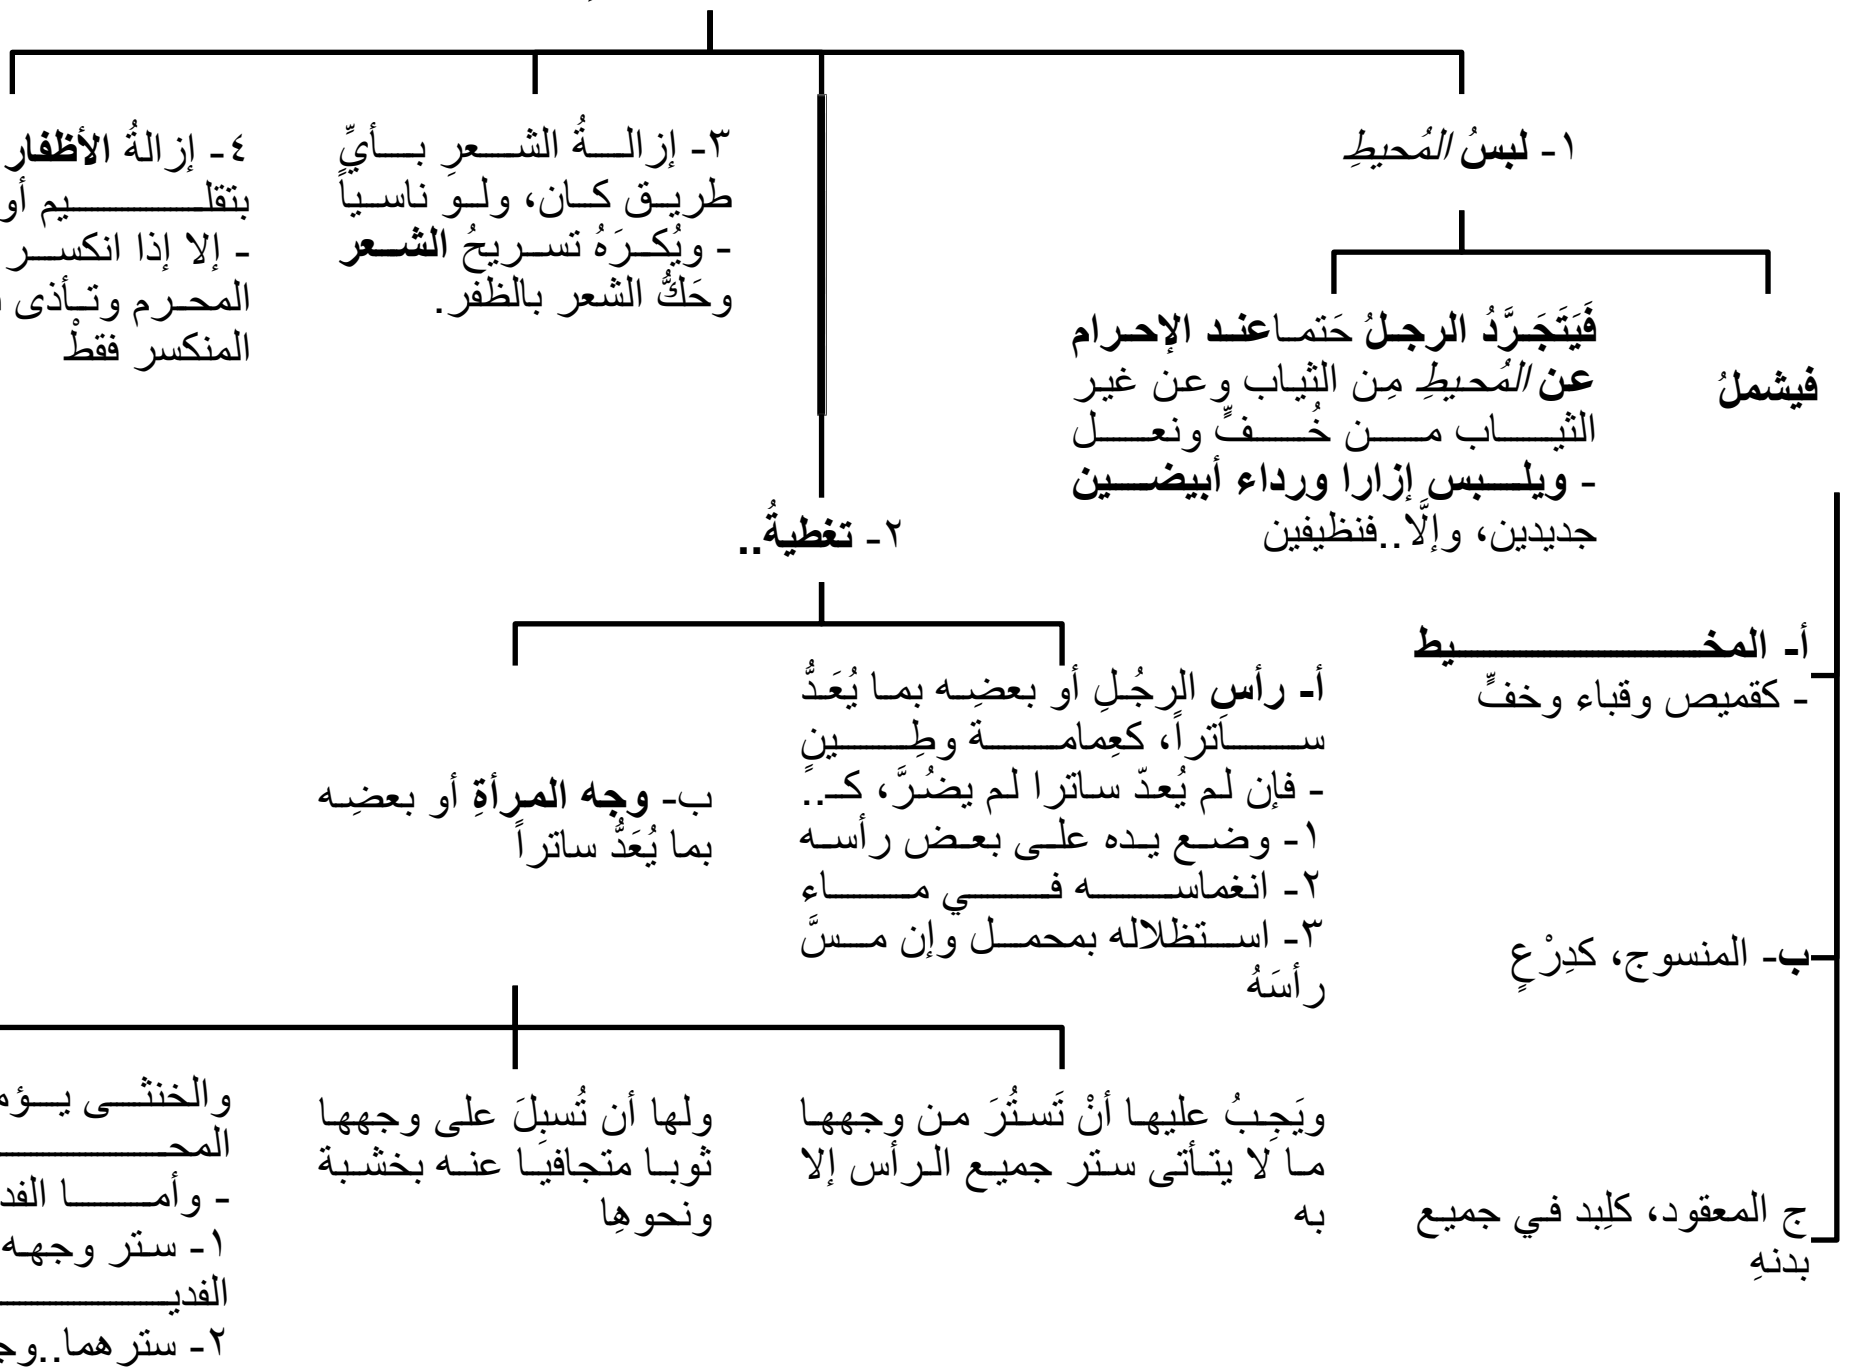 ١- لبسُ المُحيطِ
فيشملُ
أ- المخيط
- كقميص وقباء وخفٍّ
ب- المنسوج، كدِرْعٍ
ج المعقود، كلِبد في جميع
بدنهِ
فَيَتَجَرَّدُ الرجلُ حَتماعند الإحرام
عن المُحيطِ مِن الثياب وعن غير
الثياب من خُفٍّ ونعل
- ويلبس إزارا ورداء أبيضين
جديدين، وإلَّا..فنظيفين
٢- تغطيةُ..
أ- رأسِ الرجُلِ أو بعضِه بما يُعَدُّ
ساتراً، كعِمامة وطِينٍ
- فإن لم يُعدّ ساترا لم يضُرَّ، كـ..
١- وضع يده على بعض رأسه
٢- انغماسه في ماء
٣- استظلاله بمحمل وإن مسَّ
رأسَهُ
ب- وجه المرأةِ أو بعضِه
بما يُعَدُّ ساتراً
ويَجِبُ عليها أنْ تَستُرَ من وجهها
ما لا يتأتى ستر جميع الرأس إلا
به
ولها أن تُسبِلَ على وجهها
ثوبا متجافيَا عنه بخشبة
ونحوهِا
والخنثى
- وأما
١- ستر وجهه
٢- سترهما..
٣- إزالةُ الشعرِ بأيِّ
طريق كان، ولو ناسياً
- ويُكرَهُ تسريحُ الشعر
وحَكُّ الشعر بالظفر.
٤- إزالةُ الأظفار
بتقليم أو
- إلا إذا انكسر
المحرم وتأذى
المنكسر فقطْ